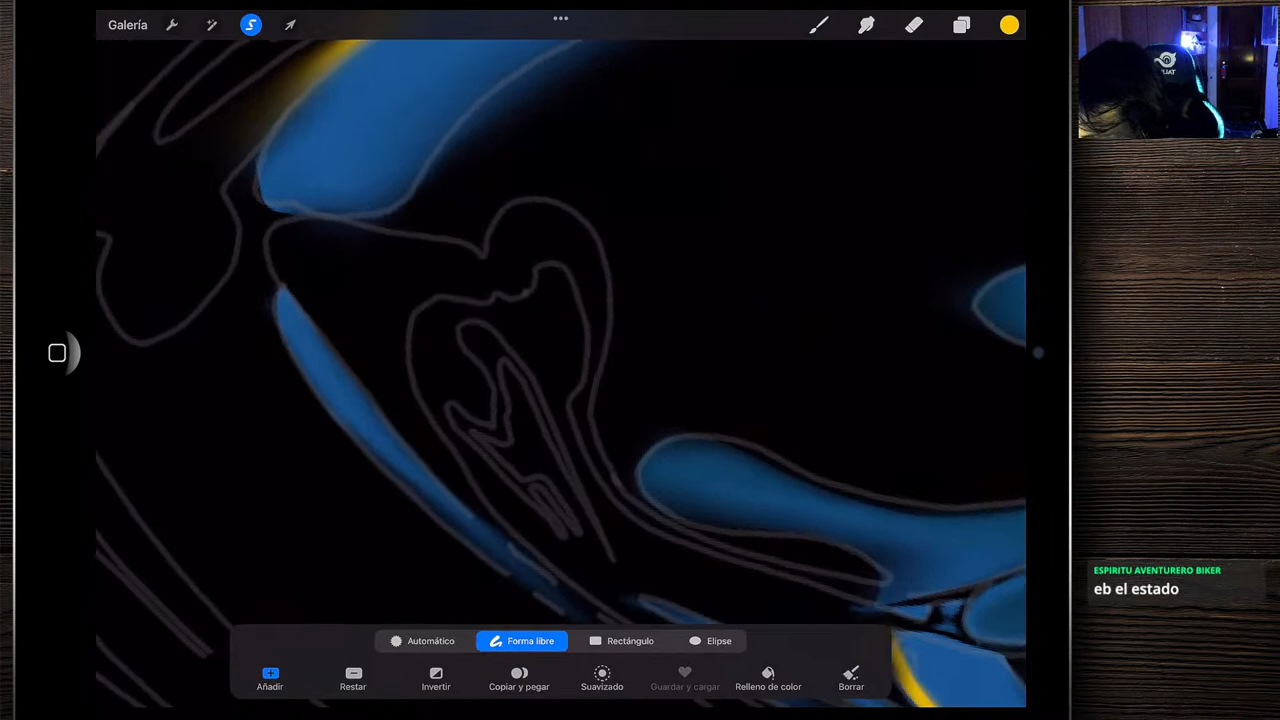 Galería
Automático
Forma libre
Rectángulo
Elipse
Añadir
Restar
Invertir
Copiar y pegar
Suavizado
Guardar y cargar
Relleno de color
Borrar
ESPIRITU AVENTURERO BIKER
eb el estado